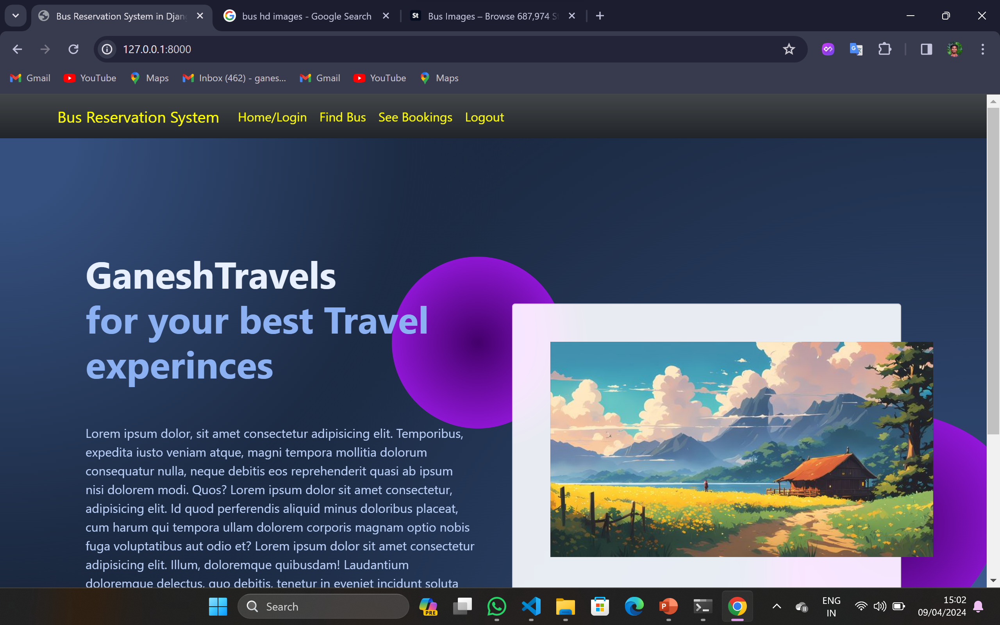 Bus Reservation System in Djan
bus hd images - Google Search
St
Bus Images – Browse 687,974 S
127.0.0.1:8000
Gmail
YouTube
Maps
Inbox (462) - ganes...
Gmail
YouTube
Maps
Bus Reservation System
Home/Login
Find Bus
See Bookings
Logout
GaneshTravels
for your best Travel
experinces
Lorem ipsum dolor, sit amet consectetur adipisicing elit. Temporibus,
expedita iusto veniam atque, magni tempora mollitia dolorum
consequatur nulla, neque debitis eos reprehenderit quasi ab ipsum
nisi dolorem modi. Quos? Lorem ipsum dolor sit amet consectetur,
adipisicing elit. Id quod perferendis aliquid minus doloribus placeat,
cum harum qui tempora ullam dolorem corporis magnam optio nobis
fuga voluptatibus aut odio et? Lorem ipsum dolor sit amet consectetur
adipisicing elit. Illum, doloremque quibusdam! Laudantium
doloremque delectus, quo debitis, tenetur in eveniet incidunt soluta
Search
PRE
ENG
IN
15:02
09/04/2024